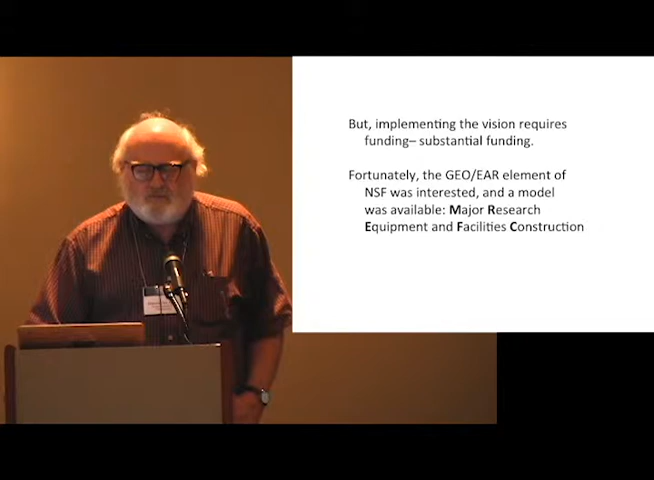 But, implementing the vision requires
funding– substantial funding.
Fortunately, the GEO/EAR element of
NSF was interested, and a model
was available: Major Research
Equipment and Facilities Construction